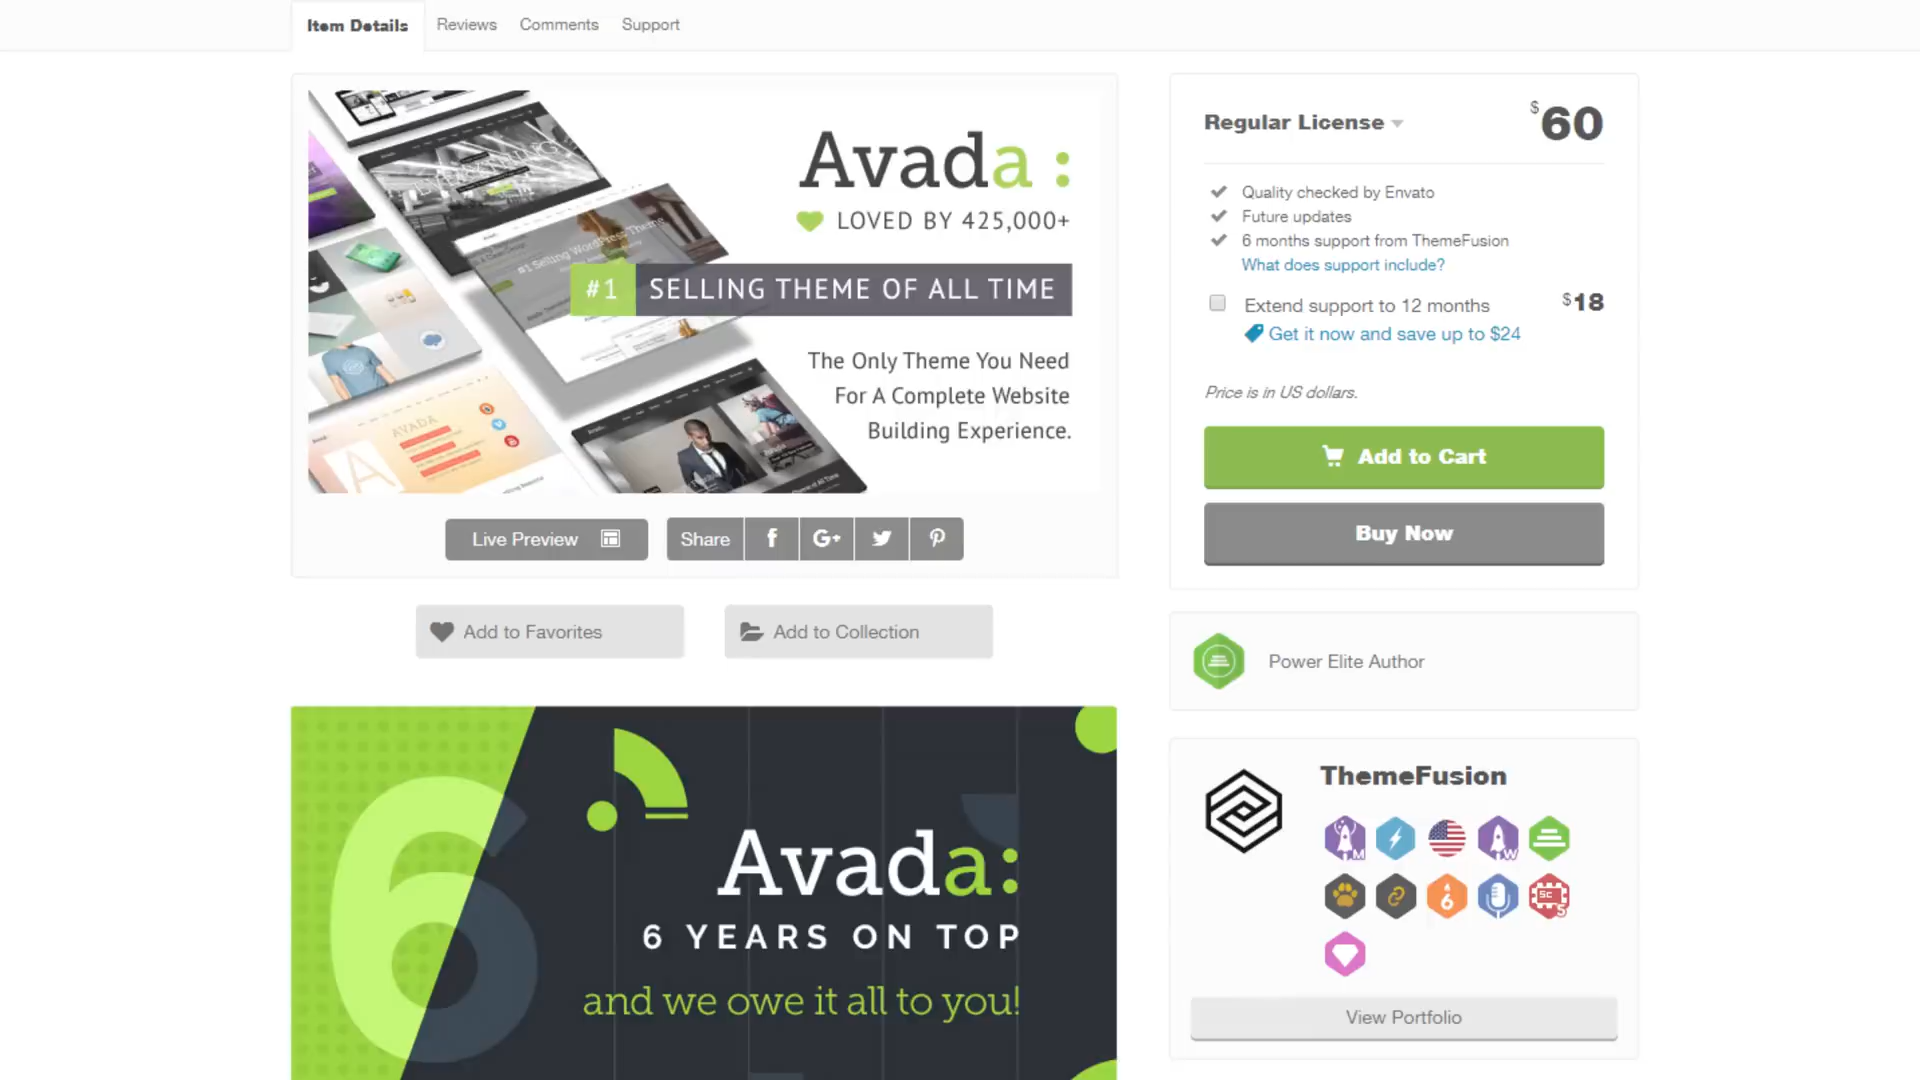 Item Details
Reviews
Comments
Support
Avada :
LOVED BY 425,000+
#1 SELLING THEME OF ALL TIME
The Only Theme You Need
For A Complete Website
Building Experience.
AVADA
Live Preview
Share
G+
Add to Favorites
Add to Collection
6
Avada:
6 YEARS ON TOP
and we owe it all to you!
Regular License
$60
Quality checked by Envato
Future updates
6 months support from ThemeFusion
What does support include?
Extend support to 12 months
$18
Get it now and save up to $24
Price is in US dollars.
Add to Cart
Buy Now
Power Elite Author
ThemeFusion
M
W
6
SC
5
View Portfolio